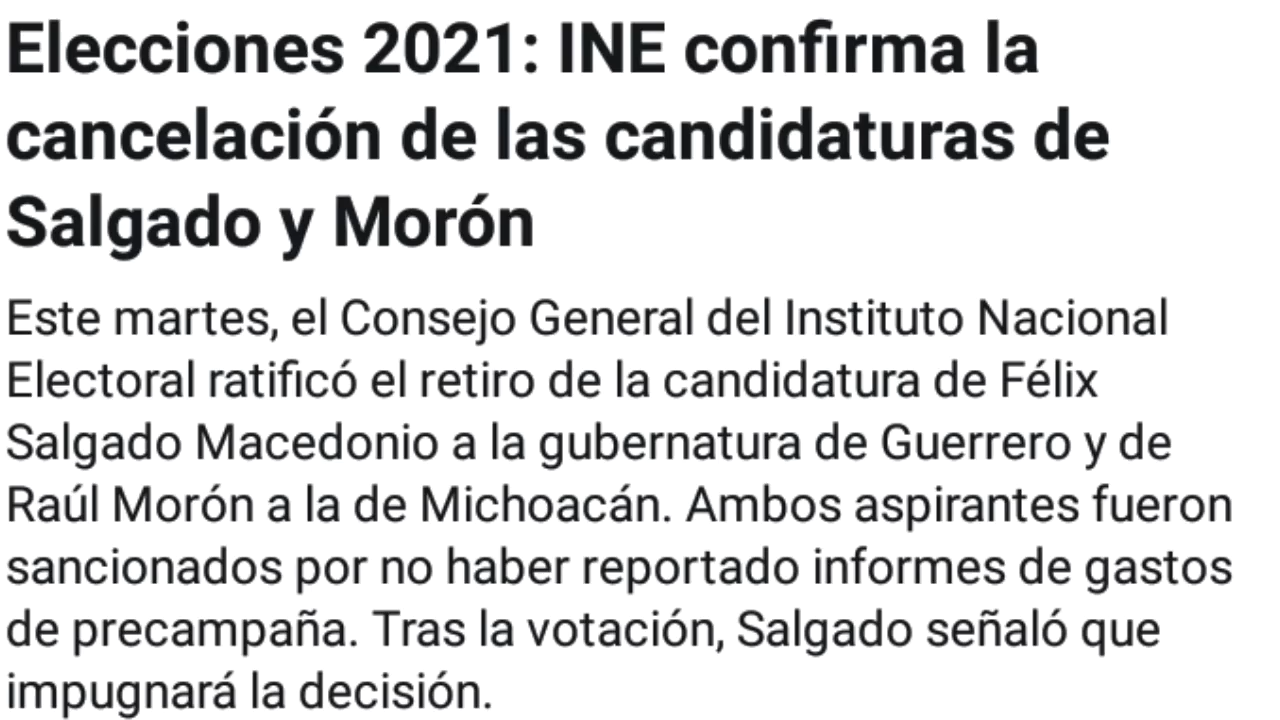 Elecciones 2021: INE confirma la
cancelación de las candidaturas de
Salgado y Morón
Este martes, el Consejo General del Instituto Nacional
Electoral ratificó el retiro de la candidatura de Félix
Salgado Macedonio a la gubernatura de Guerrero y de
Raúl Morón a la de Michoacán. Ambos aspirantes fueron
sancionados por no haber reportado informes de gastos
de precampaña. Tras la votación, Salgado señaló que
impugnará la decisión.